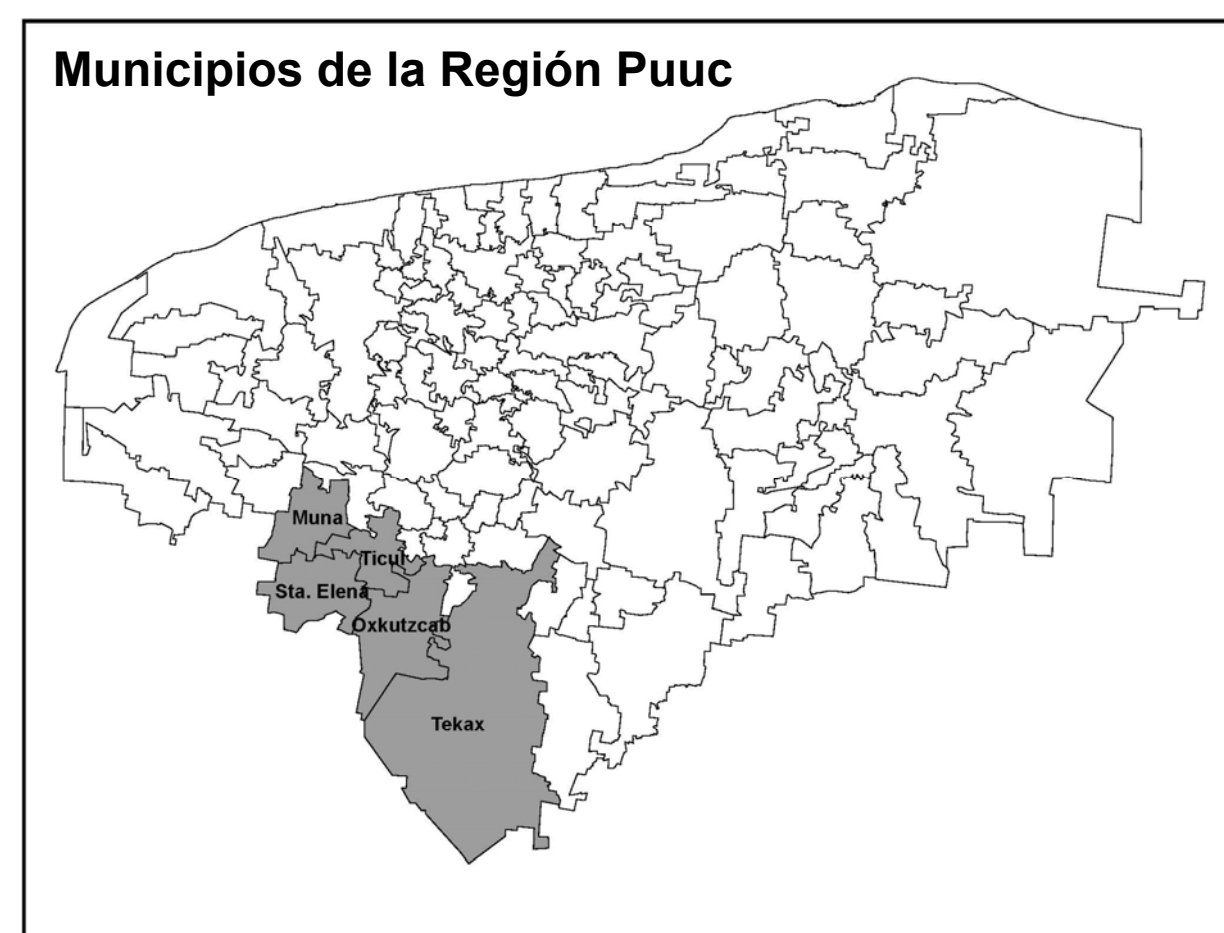 Municipios de la Región Puuc
Muna
Ticul
Sta. Elena
Oxkutzcab
Tekax